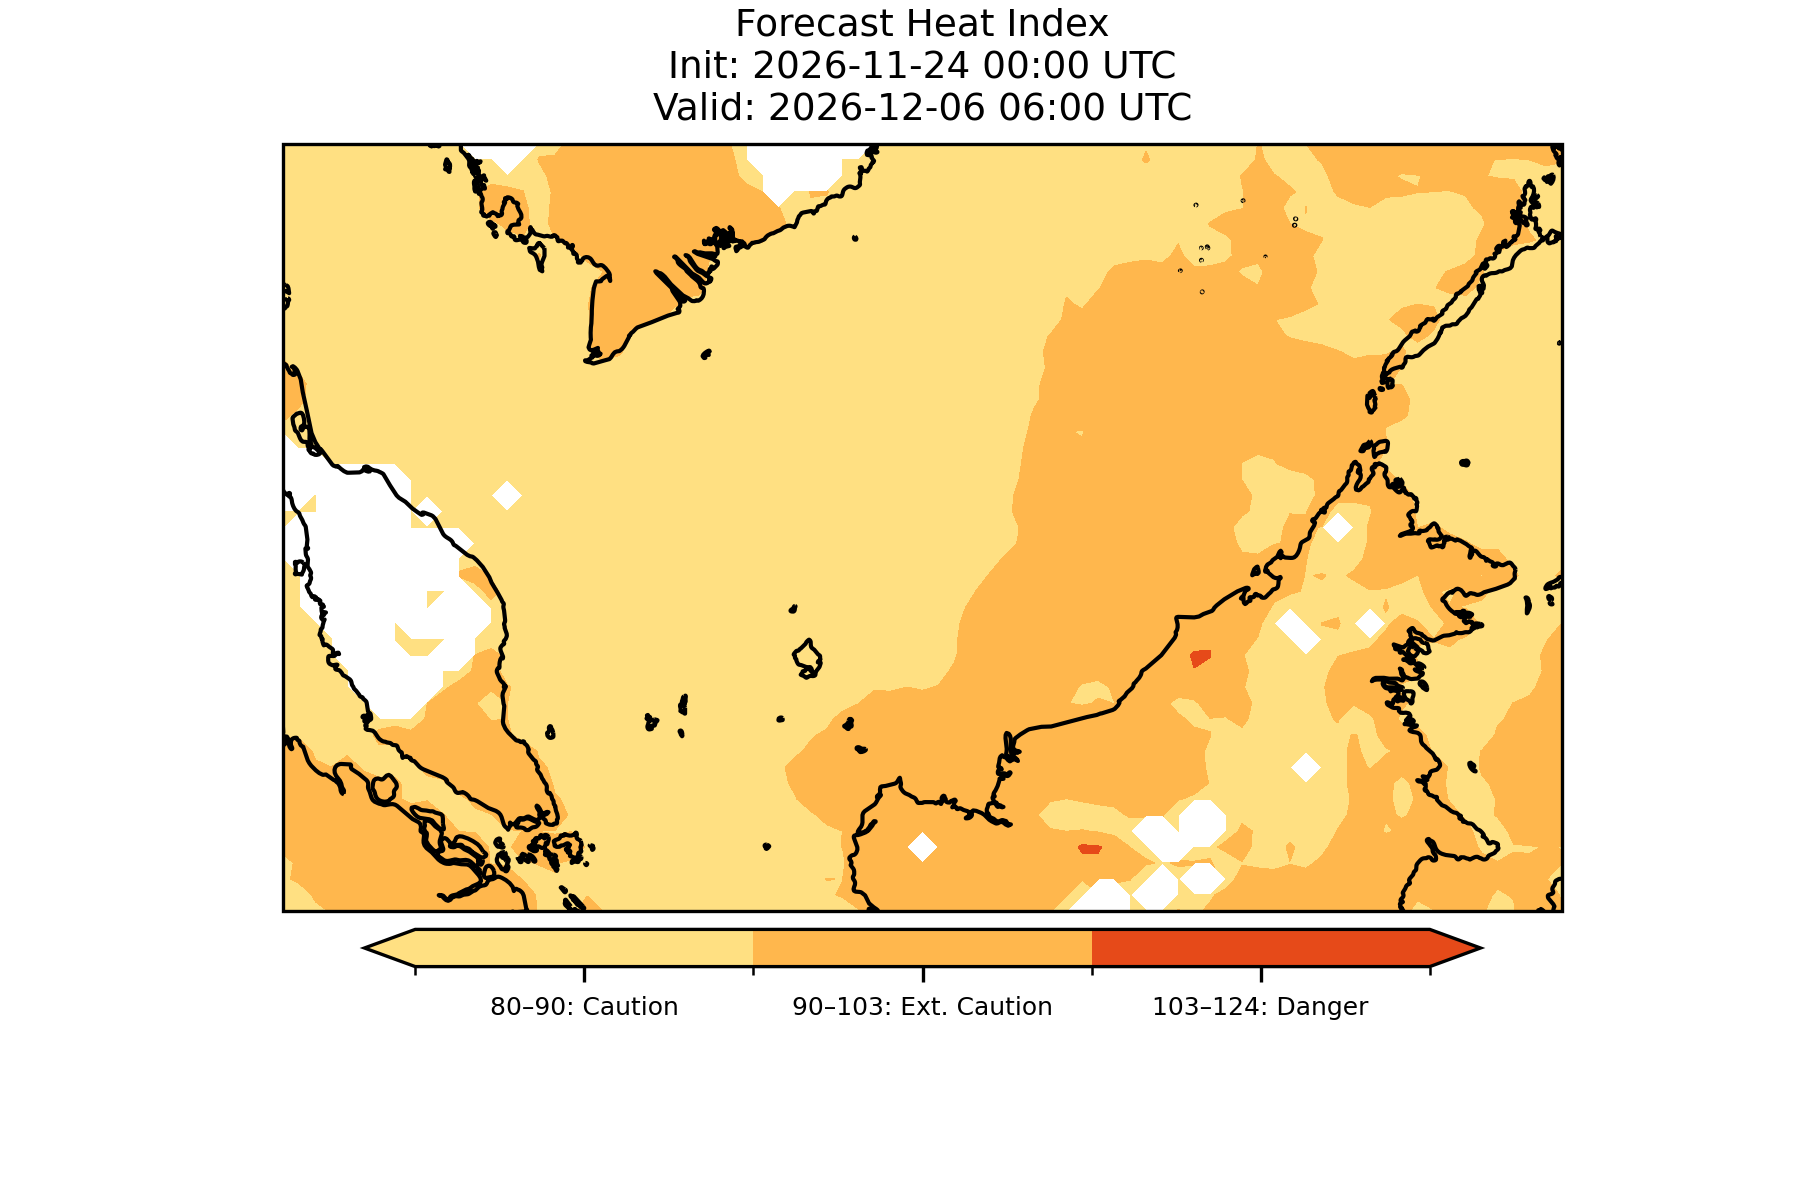 Forecast Heat Index
Init: 2026-11-24 00:00 UTC
Valid: 2026-12-06 06:00 UTC
80–90: Caution
90–103: Ext. Caution
103–124: Danger